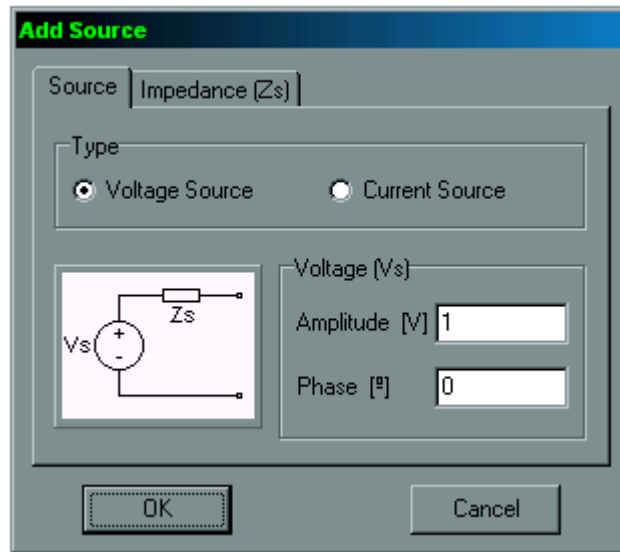 Add Source
Source Impedance (Zs)
Type
Voltage Source Current Source
Voltage (Vs)
Zs
Amplitude [V] 1
Vs + -
Phase [º] 0
OK Cancel